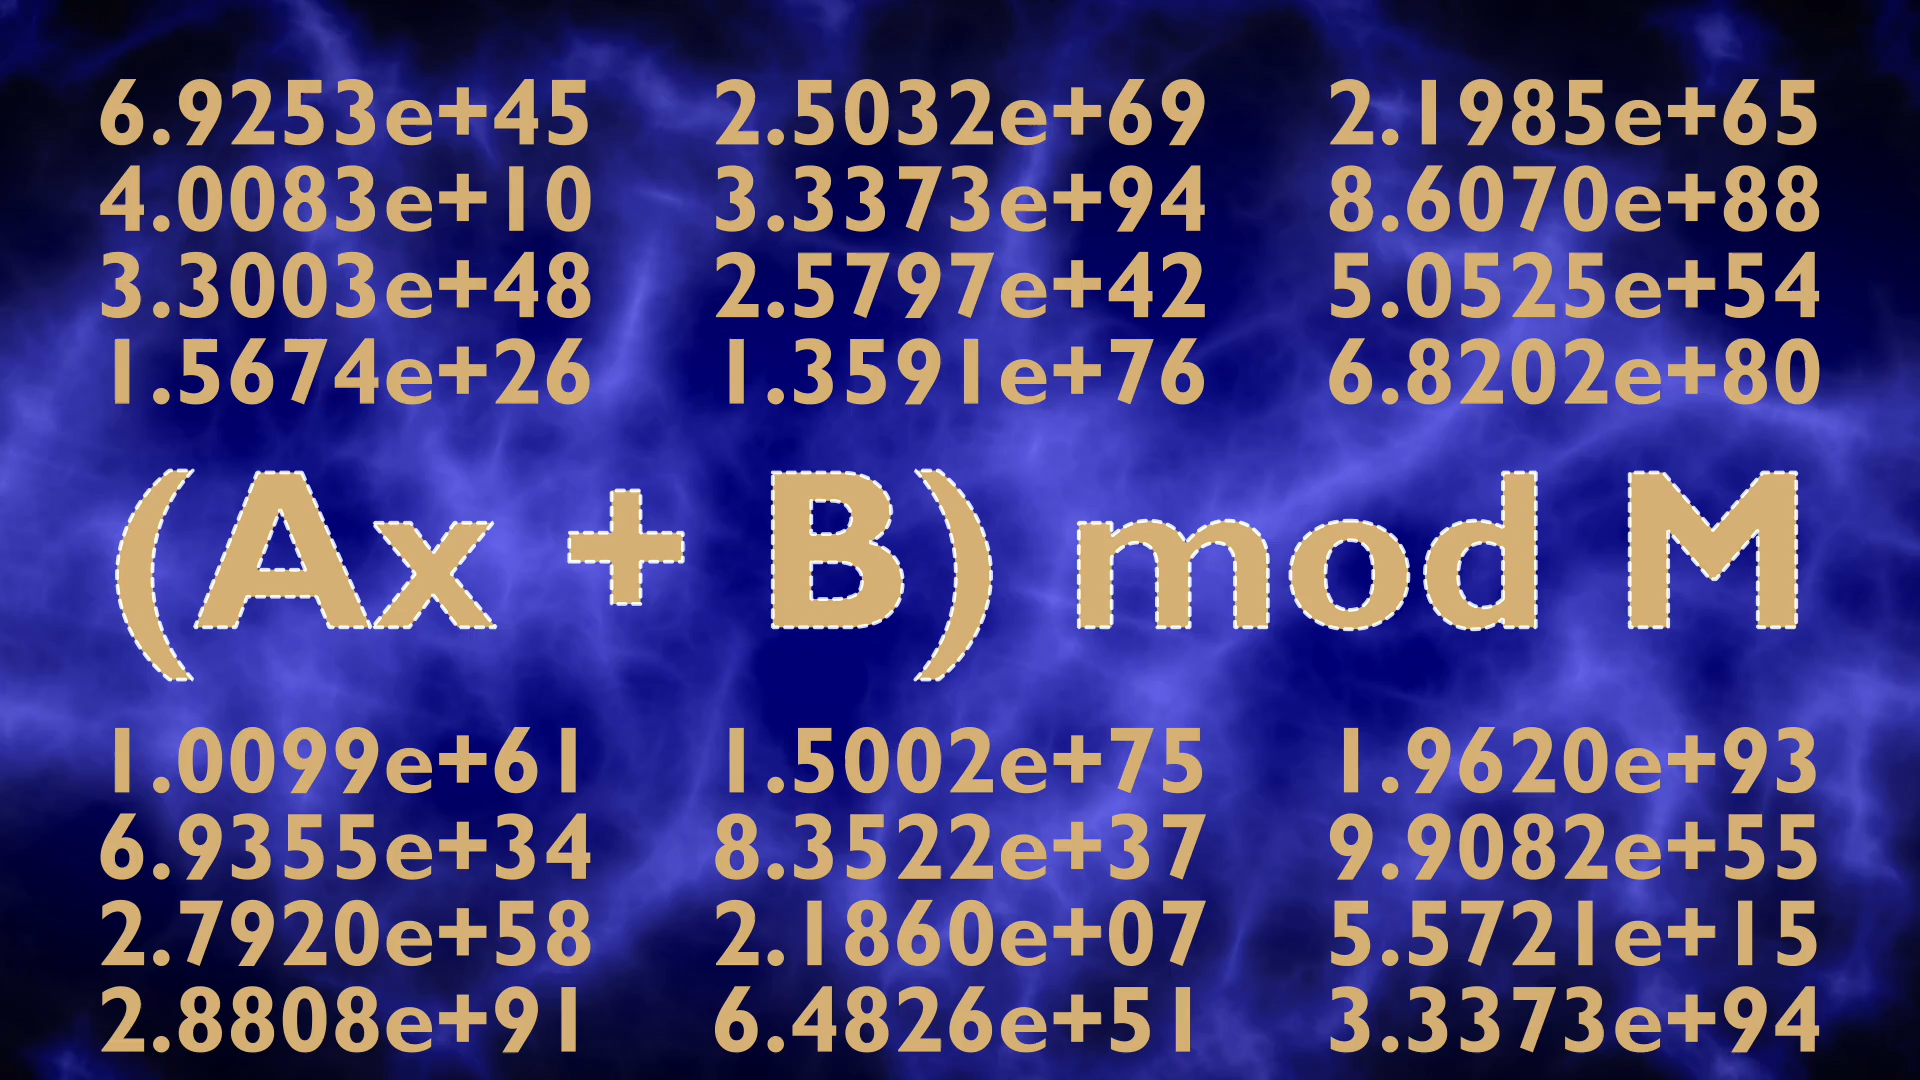 6.9253e+45 2.5032e+69 2.1985e+65
4.0083e+10 3.3373e+94 8.6070e+88
3.3003e+48 2.5797e+42 5.0525e+54
1.5674e+26 1.3591e+76 6.8202e+80
(Ax + B) mod M
1.0099e+61 1.5002e+75 1.9620e+93
6.9355e+34 8.3522e+37 9.9082e+55
2.7920e+58 2.1860e+07 5.5721e+15
2.8808e+91 6.4826e+51 3.3373e+94